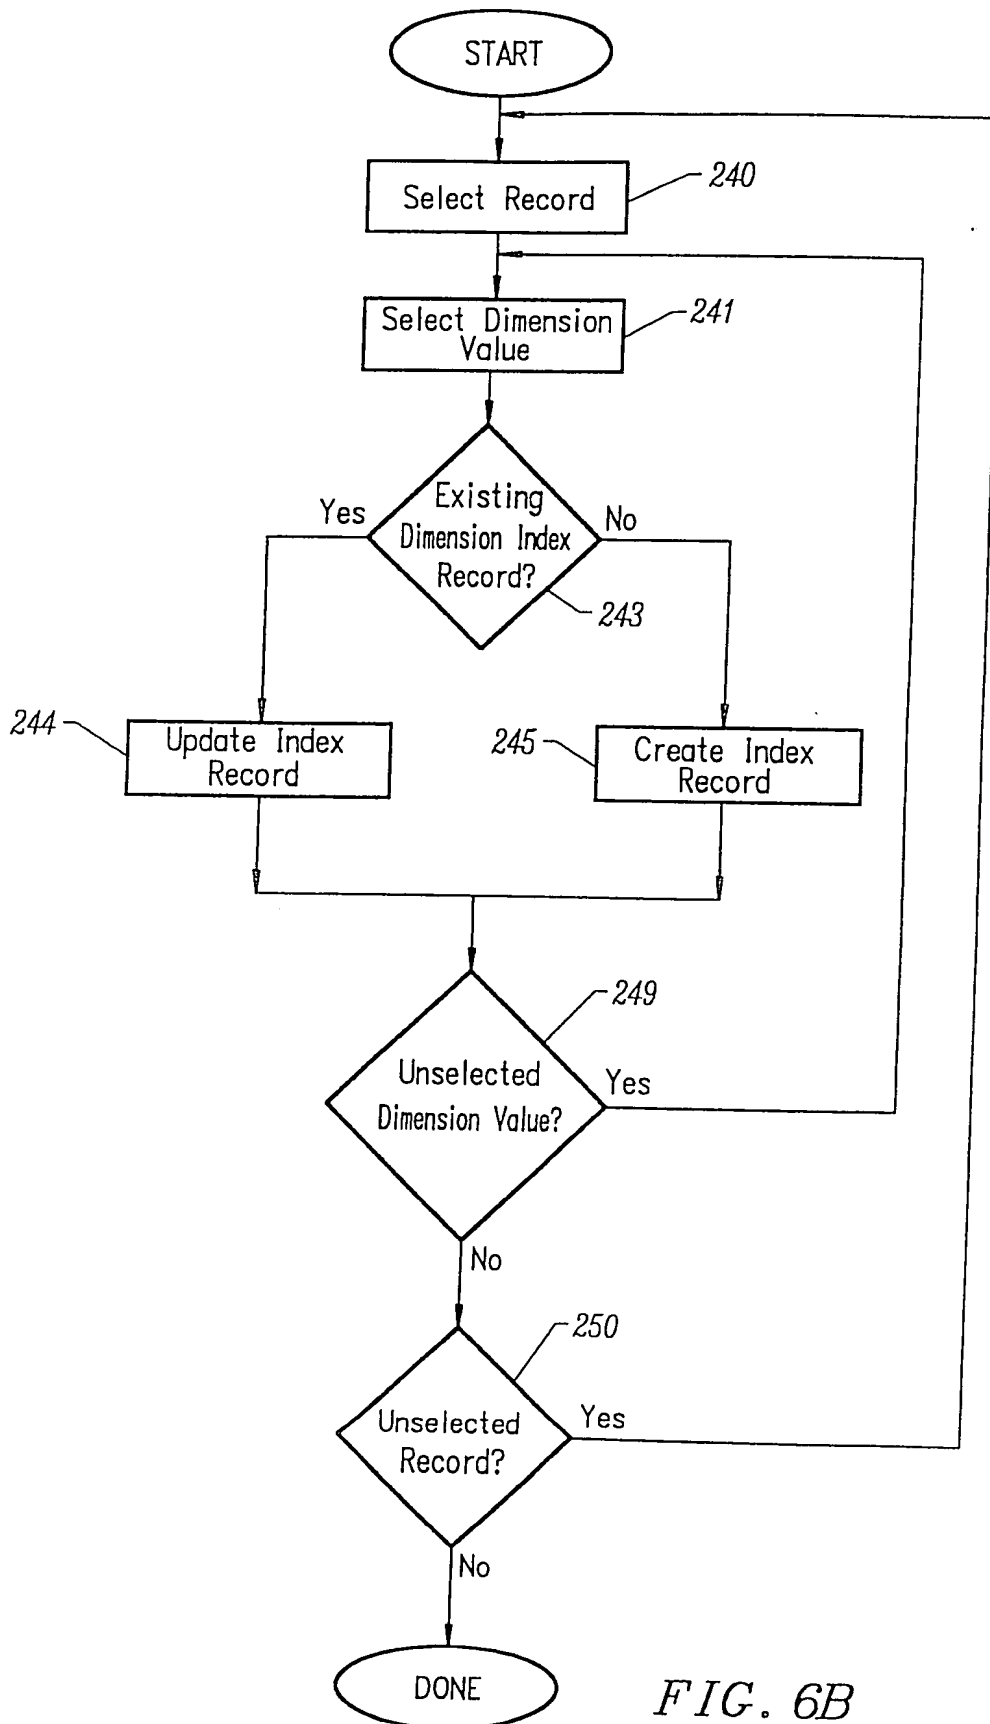 START
Select Record
240
Select Dimension
Value
241
Existing
Dimension Index
Record?
Yes
No
243
244
Update Index
Record
245
Create Index
Record
249
Unselected
Dimension Value?
Yes
No
250
Unselected
Record?
Yes
No
DONE
FIG. 6B